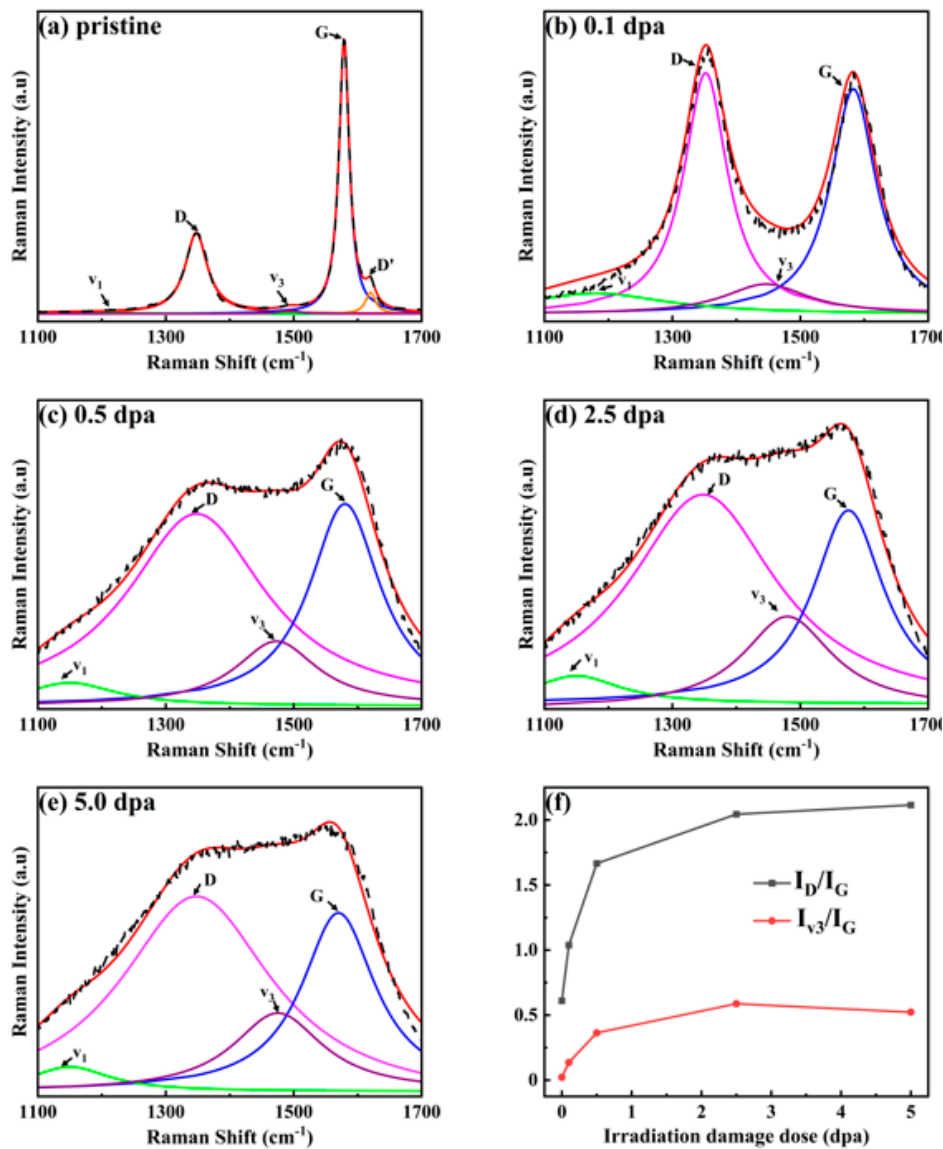 (a) pristine
G
D
v₁
v₃
D'
Raman Intensity (a.u)
1100 1300 1500 1700
Raman Shift (cm⁻¹)
(b) 0.1 dpa
D
G
v₁
v₃
Raman Intensity (a.u)
1100 1300 1500 1700
Raman Shift (cm⁻¹)
(c) 0.5 dpa
D
G
v₃
v₁
Raman Intensity (a.u)
1100 1300 1500 1700
Raman Shift (cm⁻¹)
(d) 2.5 dpa
D
G
v₃
v₁
Raman Intensity (a.u)
1100 1300 1500 1700
Raman Shift (cm⁻¹)
(e) 5.0 dpa
D
G
v₃
v₁
Raman Intensity (a.u)
1100 1300 1500 1700
Raman Shift (cm⁻¹)
(f)
2.0
1.5
1.0
0.5
0
I_D/I_G
I_v3/I_G
0 1 2 3 4 5
Irradiation damage dose (dpa)